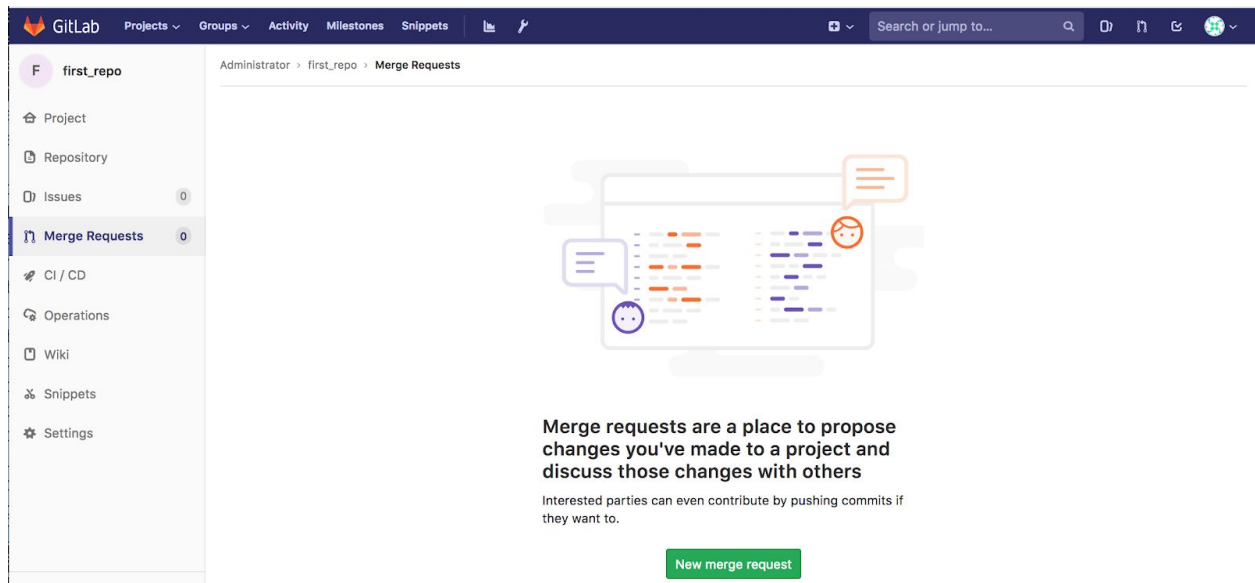 GitLab Projects Groups Activity Milestones Snippets Search or jump to...
F first_repo
Administrator › first_repo › Merge Requests
Project
Repository
Issues 0
Merge Requests 0
CI / CD
Operations
Wiki
Snippets
Settings
Merge requests are a place to propose
changes you've made to a project and
discuss those changes with others
Interested parties can even contribute by pushing commits if
they want to.
New merge request